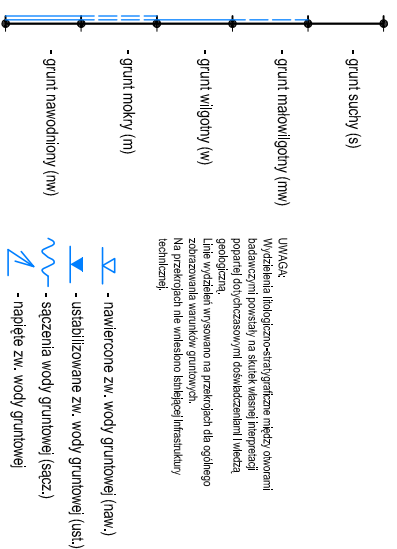 - grunt suchy (s)
- grunt małowilgotny (mw)
- grunt wilgotny (w)
- grunt mokry (m)
- grunt nawodniony (nw)
UWAGA:
Wydzielenia litologiczno-stratygraficzne między otworami
badawczymi powstały na skutek własnej interpretacji
popartej dotychczasowymi doświadczeniami i wiedzą
geologiczną.
Linie wydzieleń wrysowano na przekrojach dla ogólnego
zobrazowania warunków gruntowych.
Na przekrojach nie wniesiono istniejącej infrastruktury
technicznej.
- nawiercone zw. wody gruntowej (naw.)
- ustabilizowane zw. wody gruntowej (ust.)
- sączenia wody gruntowej (sącz.)
- napięte zw. wody gruntowej